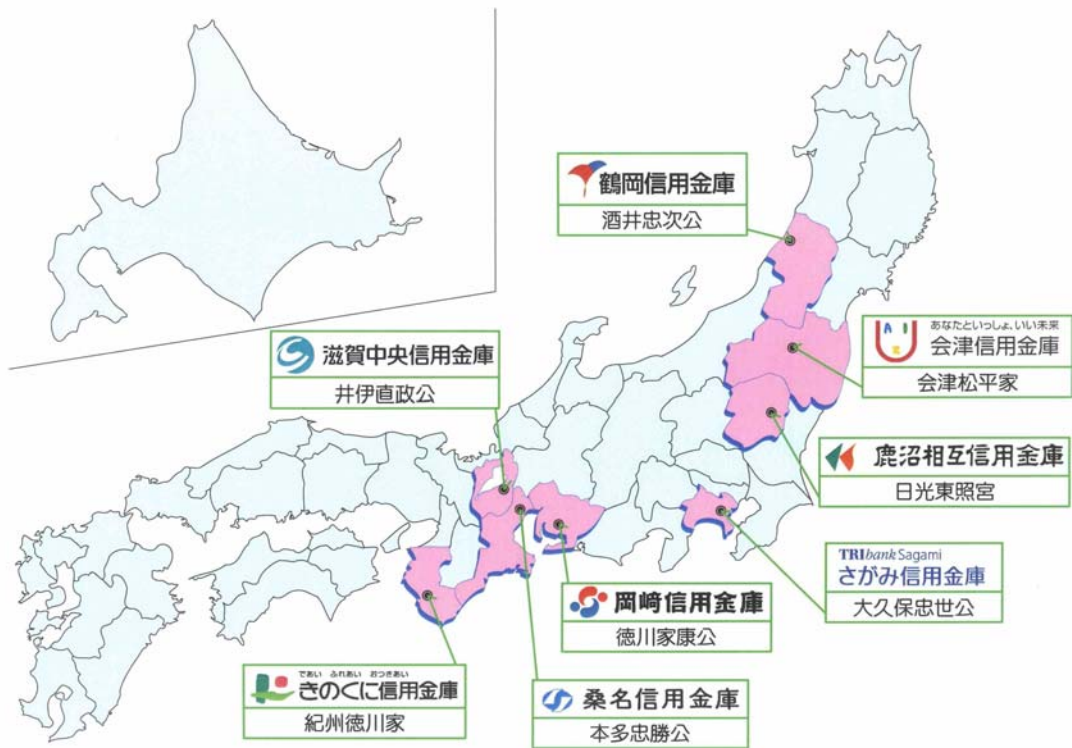 鶴岡信用金庫
酒井忠次公
あなたといっしょ、いい未来
会津信用金庫
会津松平家
滋賀中央信用金庫
井伊直政公
鹿沼相互信用金庫
日光東照宮
TRIbank Sagami
さがみ信用金庫
大久保忠世公
岡崎信用金庫
徳川家康公
であい ふれあい おつきあい
きのくに信用金庫
紀州徳川家
桑名信用金庫
本多忠勝公